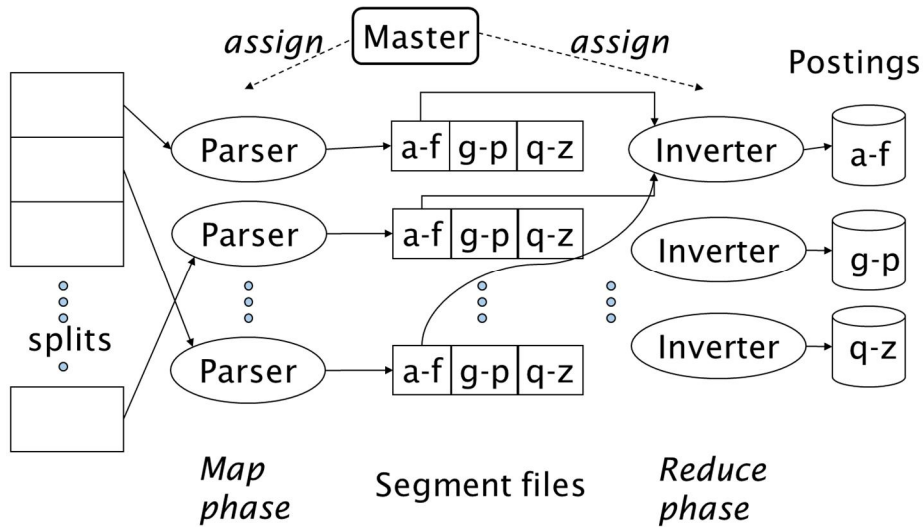 assign
Master
assign
Postings
Parser
a-f
g-p
q-z
Inverter
a-f
Parser
a-f
g-p
q-z
Inverter
g-p
splits
Parser
a-f
g-p
q-z
Inverter
q-z
Map
phase
Segment files
Reduce
phase